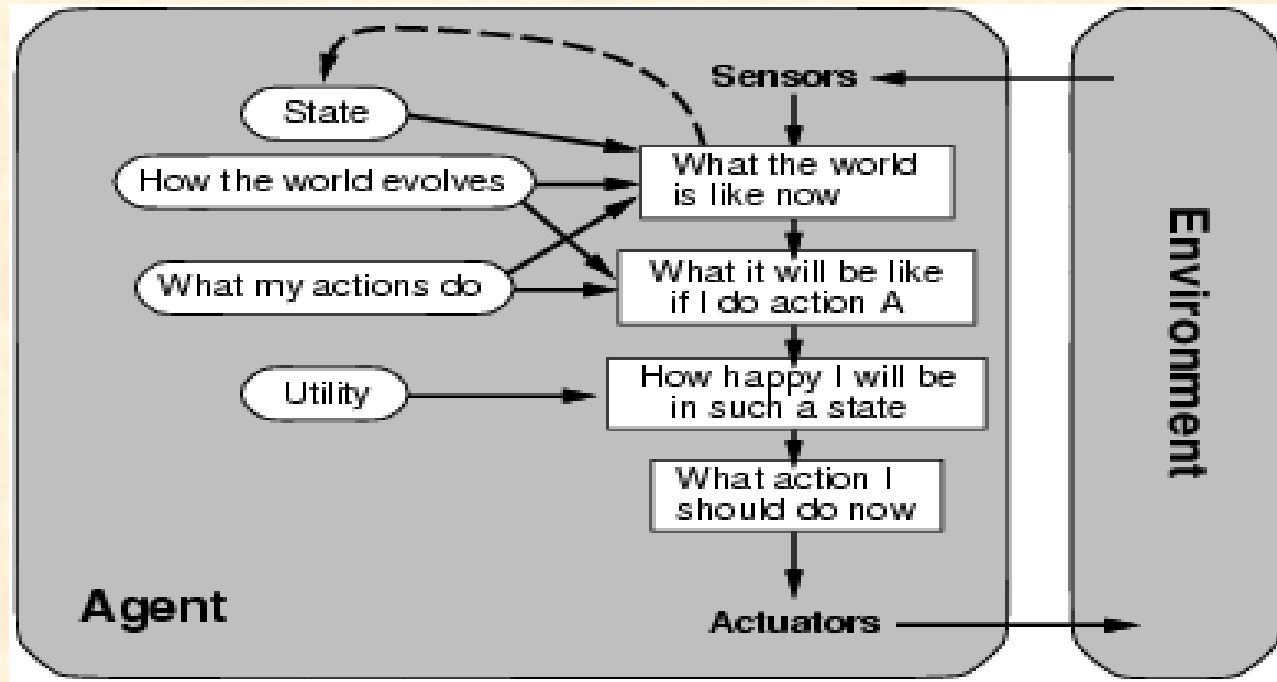 Sensors
State
What the world
is like now
How the world evolves
What it will be like
if I do action A
What my actions do
How happy I will be
in such a state
Utility
What action I
should do now
Agent
Actuators
Environment